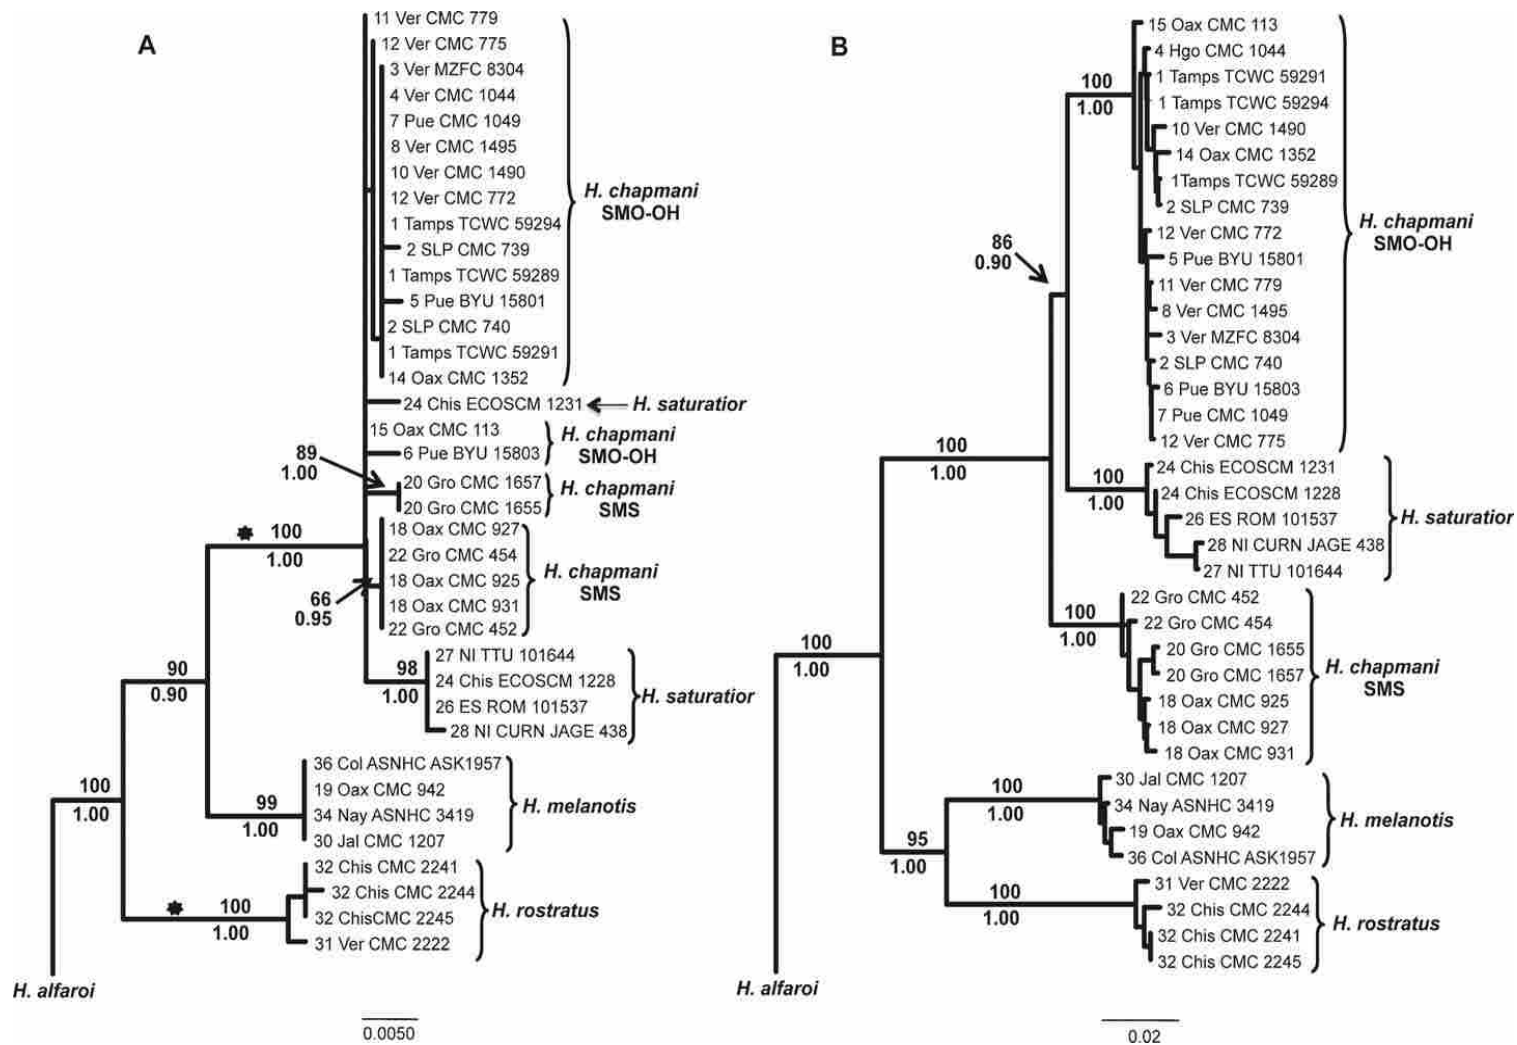 A
11 Ver CMC 779
12 Ver CMC 775
3 Ver MZFC 8304
4 Ver CMC 1044
7 Pue CMC 1049
8 Ver CMC 1495
10 Ver CMC 1490
12 Ver CMC 772
1 Tamps TCWC 59294
2 SLP CMC 739
1 Tamps TCWC 59289
5 Pue BYU 15801
2 SLP CMC 740
1 Tamps TCWC 59291
14 Oax CMC 1352
H. chapmani
SMO-OH
24 Chis ECOSCM 1231
H. saturatior
15 Oax CMC 113
6 Pue BYU 15803
H. chapmani
SMO-OH
89
1.00
20 Gro CMC 1657
20 Gro CMC 1655
H. chapmani
SMS
100
1.00
18 Oax CMC 927
22 Gro CMC 454
18 Oax CMC 925
18 Oax CMC 931
22 Gro CMC 452
H. chapmani
SMS
66
0.95
27 NI TTU 101644
24 Chis ECOSCM 1228
26 ES ROM 101537
28 NI CURN JAGE 438
H. saturatior
98
1.00
90
0.90
36 Col ASNHC ASK1957
19 Oax CMC 942
34 Nay ASNHC 3419
30 Jal CMC 1207
H. melanotis
99
1.00
100
1.00
32 Chis CMC 2241
32 Chis CMC 2244
32 ChisCMC 2245
31 Ver CMC 2222
H. rostratus
100
1.00
H. alfaroi
0.0050
B
15 Oax CMC 113
4 Hgo CMC 1044
1 Tamps TCWC 59291
1 Tamps TCWC 59294
10 Ver CMC 1490
14 Oax CMC 1352
1Tamps TCWC 59289
2 SLP CMC 739
12 Ver CMC 772
5 Pue BYU 15801
11 Ver CMC 779
8 Ver CMC 1495
3 Ver MZFC 8304
2 SLP CMC 740
6 Pue BYU 15803
7 Pue CMC 1049
12 Ver CMC 775
H. chapmani
SMO-OH
100
1.00
86
0.90
100
1.00
24 Chis ECOSCM 1231
24 Chis ECOSCM 1228
26 ES ROM 101537
28 NI CURN JAGE 438
27 NI TTU 101644
H. saturatior
100
1.00
22 Gro CMC 452
22 Gro CMC 454
20 Gro CMC 1655
20 Gro CMC 1657
18 Oax CMC 925
18 Oax CMC 927
18 Oax CMC 931
H. chapmani
SMS
100
1.00
100
1.00
30 Jal CMC 1207
34 Nay ASNHC 3419
19 Oax CMC 942
36 Col ASNHC ASK1957
H. melanotis
100
1.00
95
1.00
31 Ver CMC 2222
32 Chis CMC 2244
32 Chis CMC 2241
32 Chis CMC 2245
H. rostratus
100
1.00
H. alfaroi
0.02